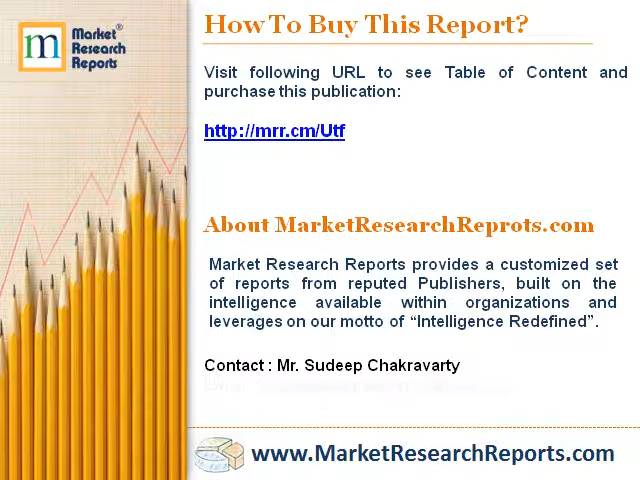 m
Market®
Research
Reports
How To Buy This Report?
Visit following URL to see Table of Content and
purchase this publication:
http://mrr.cm/Utf
About MarketResearchReprots.com
Market Research Reports provides a customized set
of reports from reputed Publishers, built on the
intelligence available within organizations and
leverages on our motto of “Intelligence Redefined”.
Contact : Mr. Sudeep Chakravarty
www.MarketResearchReports.com